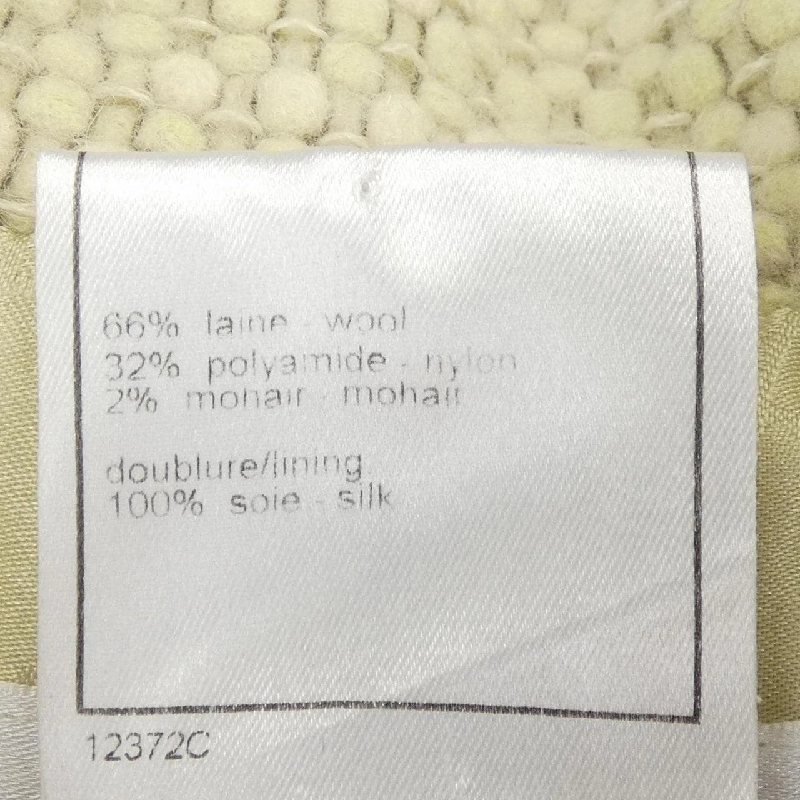 66% laine - wool
32% polyamide - nylon
2% mohair - mohair
doublure/lining
100% soie - silk
12372C